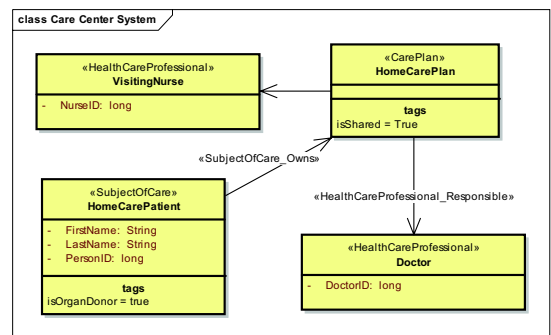 class Care Center System
«HealthCareProfessional»
VisitingNurse
- NurseID: long
«CarePlan»
HomeCarePlan
tags
isShared = True
«SubjectOfCare_Owns»
«HealthCareProfessional_Responsible»
«SubjectOfCare»
HomeCarePatient
- FirstName: String
- LastName: String
- PersonID: long
tags
isOrganDonor = true
«HealthCareProfessional»
Doctor
- DoctorID: long